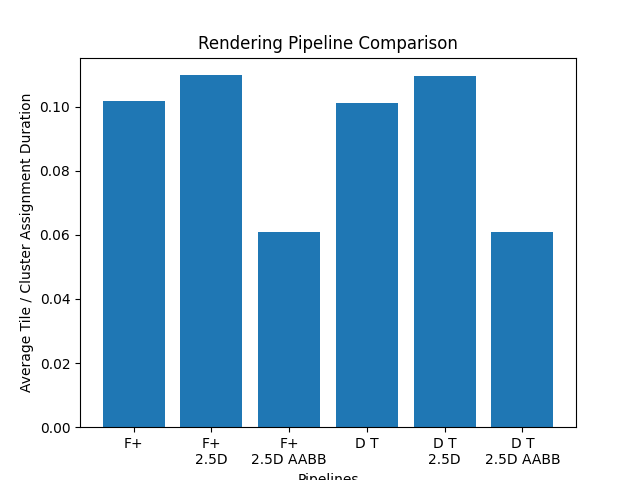 Rendering Pipeline Comparison
Average Tile / Cluster Assignment Duration
0.10
0.08
0.06
0.04
0.02
0.00
F+
F+
2.5D
F+
2.5D AABB
D T
D T
2.5D
D T
2.5D AABB
Pipelines